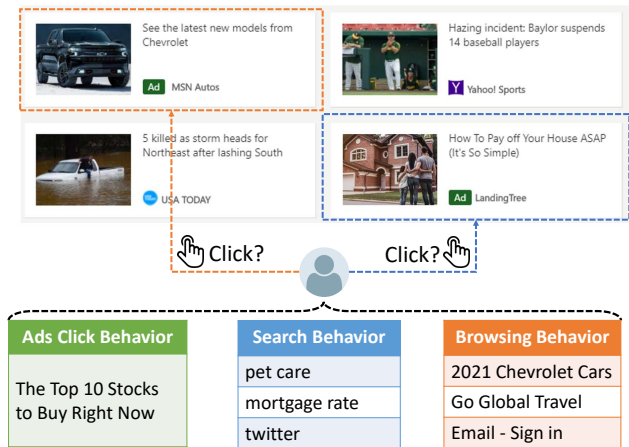 See the latest new models from
Chevrolet
Ad MSN Autos
Hazing incident: Baylor suspends
14 baseball players
Y Yahoo! Sports
5 killed as storm heads for
Northeast after lashing South
USA TODAY
How To Pay off Your House ASAP
(It's So Simple)
Ad LandingTree
Click?
Click?
Ads Click Behavior
The Top 10 Stocks
to Buy Right Now
Search Behavior
pet care
mortgage rate
twitter
Browsing Behavior
2021 Chevrolet Cars
Go Global Travel
Email - Sign in